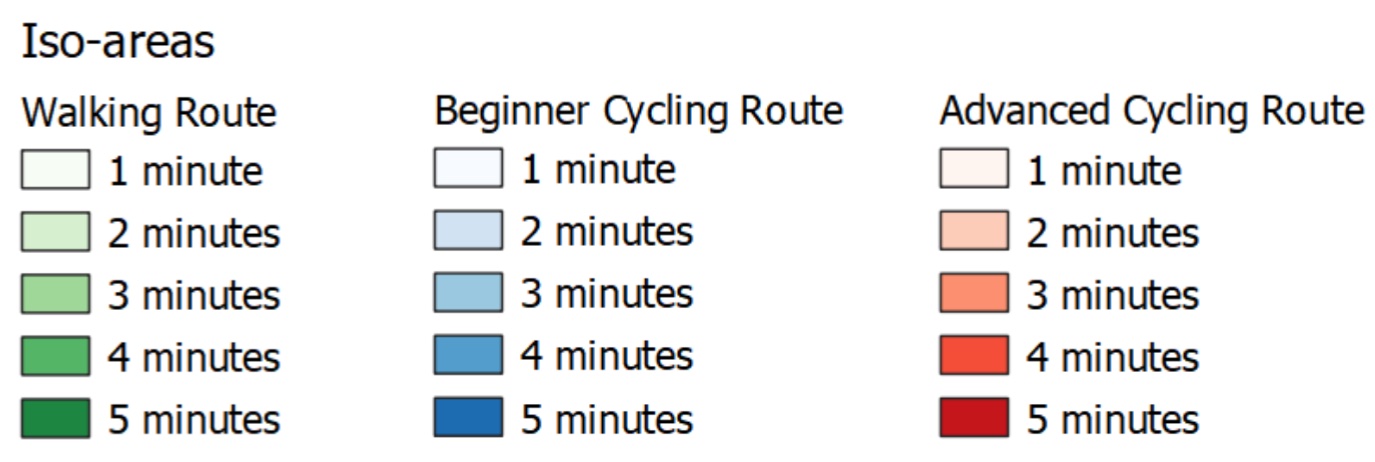 Iso-areas
Walking Route
1 minute
2 minutes
3 minutes
4 minutes
5 minutes
Beginner Cycling Route
1 minute
2 minutes
3 minutes
4 minutes
5 minutes
Advanced Cycling Route
1 minute
2 minutes
3 minutes
4 minutes
5 minutes